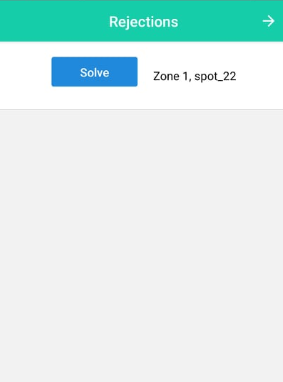 Rejections
Solve Zone 1, spot_22